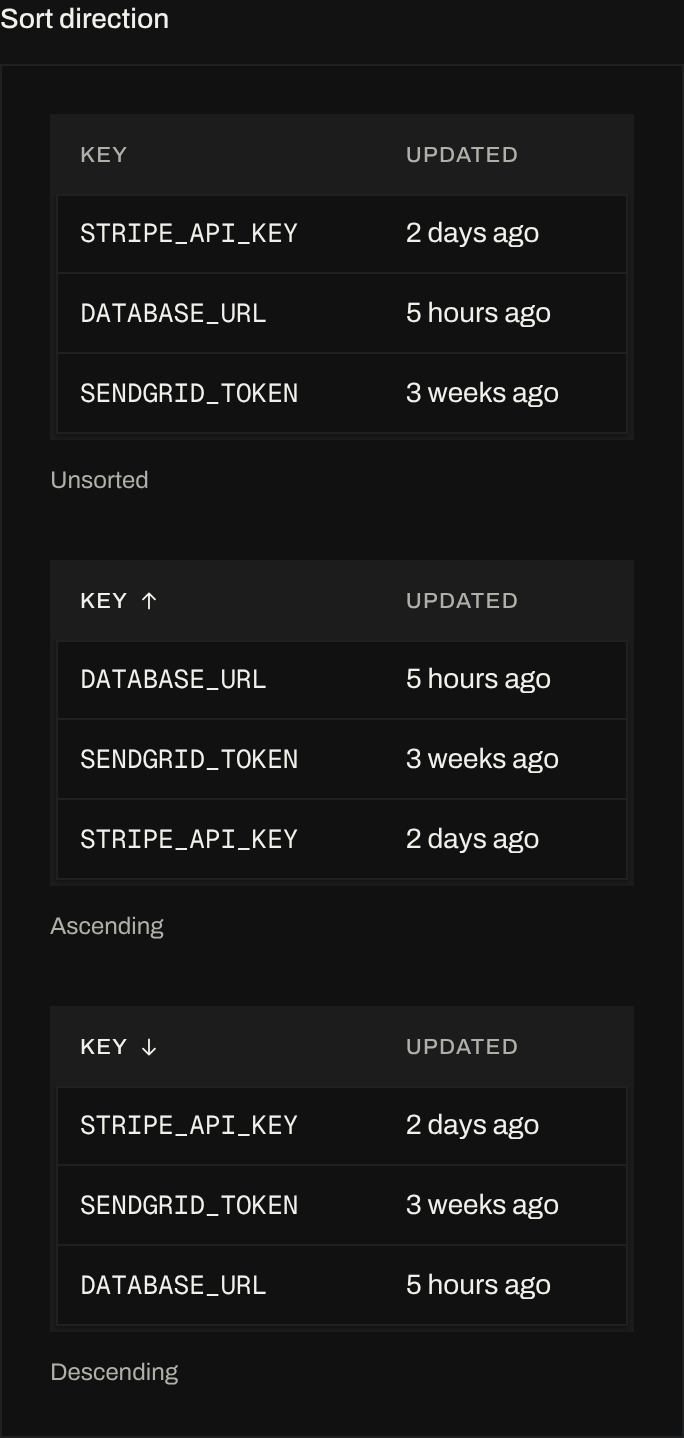 Sort direction
KEY UPDATED
STRIPE_API_KEY 2 days ago
DATABASE_URL 5 hours ago
SENDGRID_TOKEN 3 weeks ago
Unsorted
KEY ↑ UPDATED
DATABASE_URL 5 hours ago
SENDGRID_TOKEN 3 weeks ago
STRIPE_API_KEY 2 days ago
Ascending
KEY ↓ UPDATED
STRIPE_API_KEY 2 days ago
SENDGRID_TOKEN 3 weeks ago
DATABASE_URL 5 hours ago
Descending